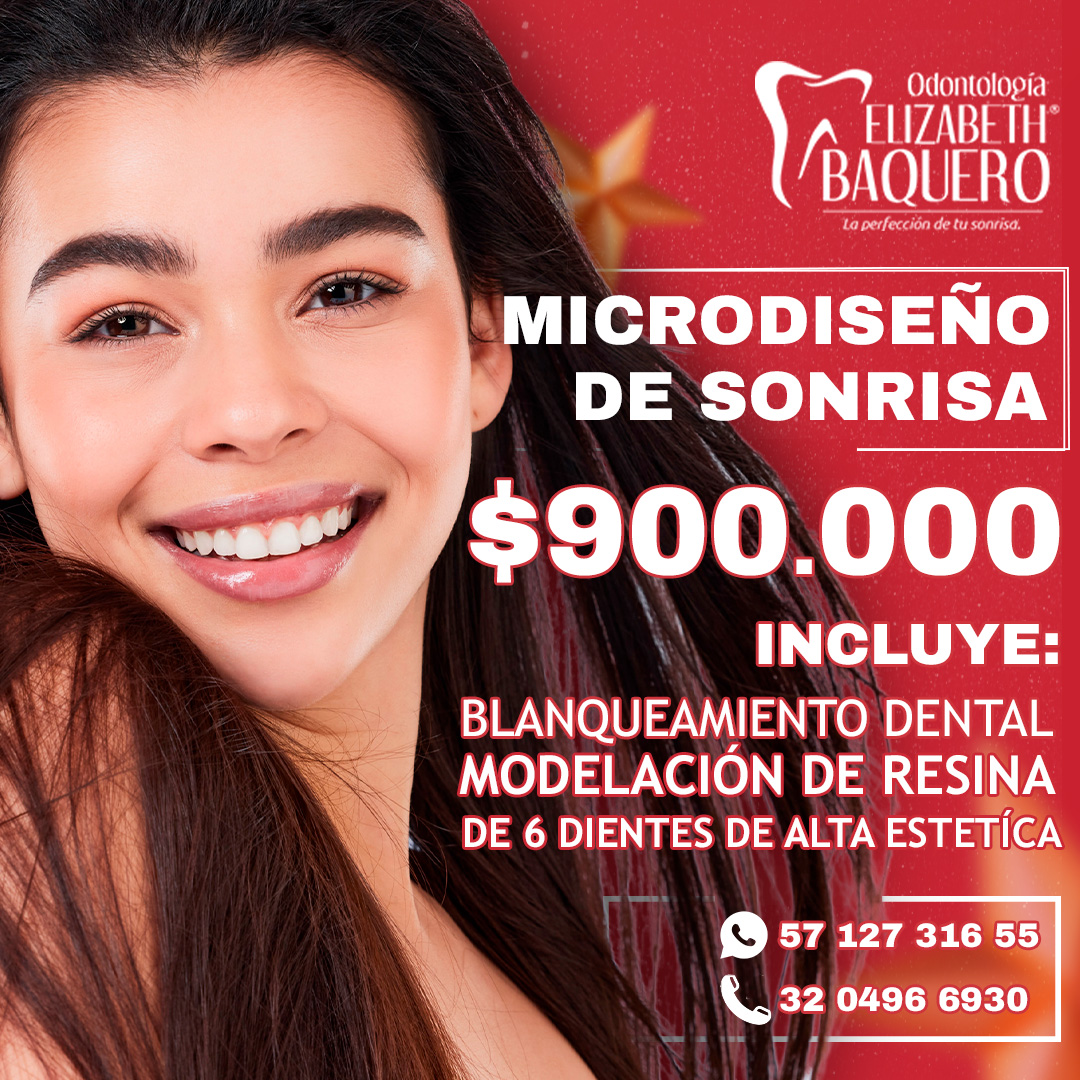 Odontología
ELIZABETH®
BAQUERO
La perfección de tu sonrisa.
MICRODISEÑO
DE SONRISA
$900.000
INCLUYE:
BLANQUEAMIENTO DENTAL
MODELACIÓN DE RESINA
DE 6 DIENTES DE ALTA ESTETÍCA
57 127 316 55
32 0496 6930